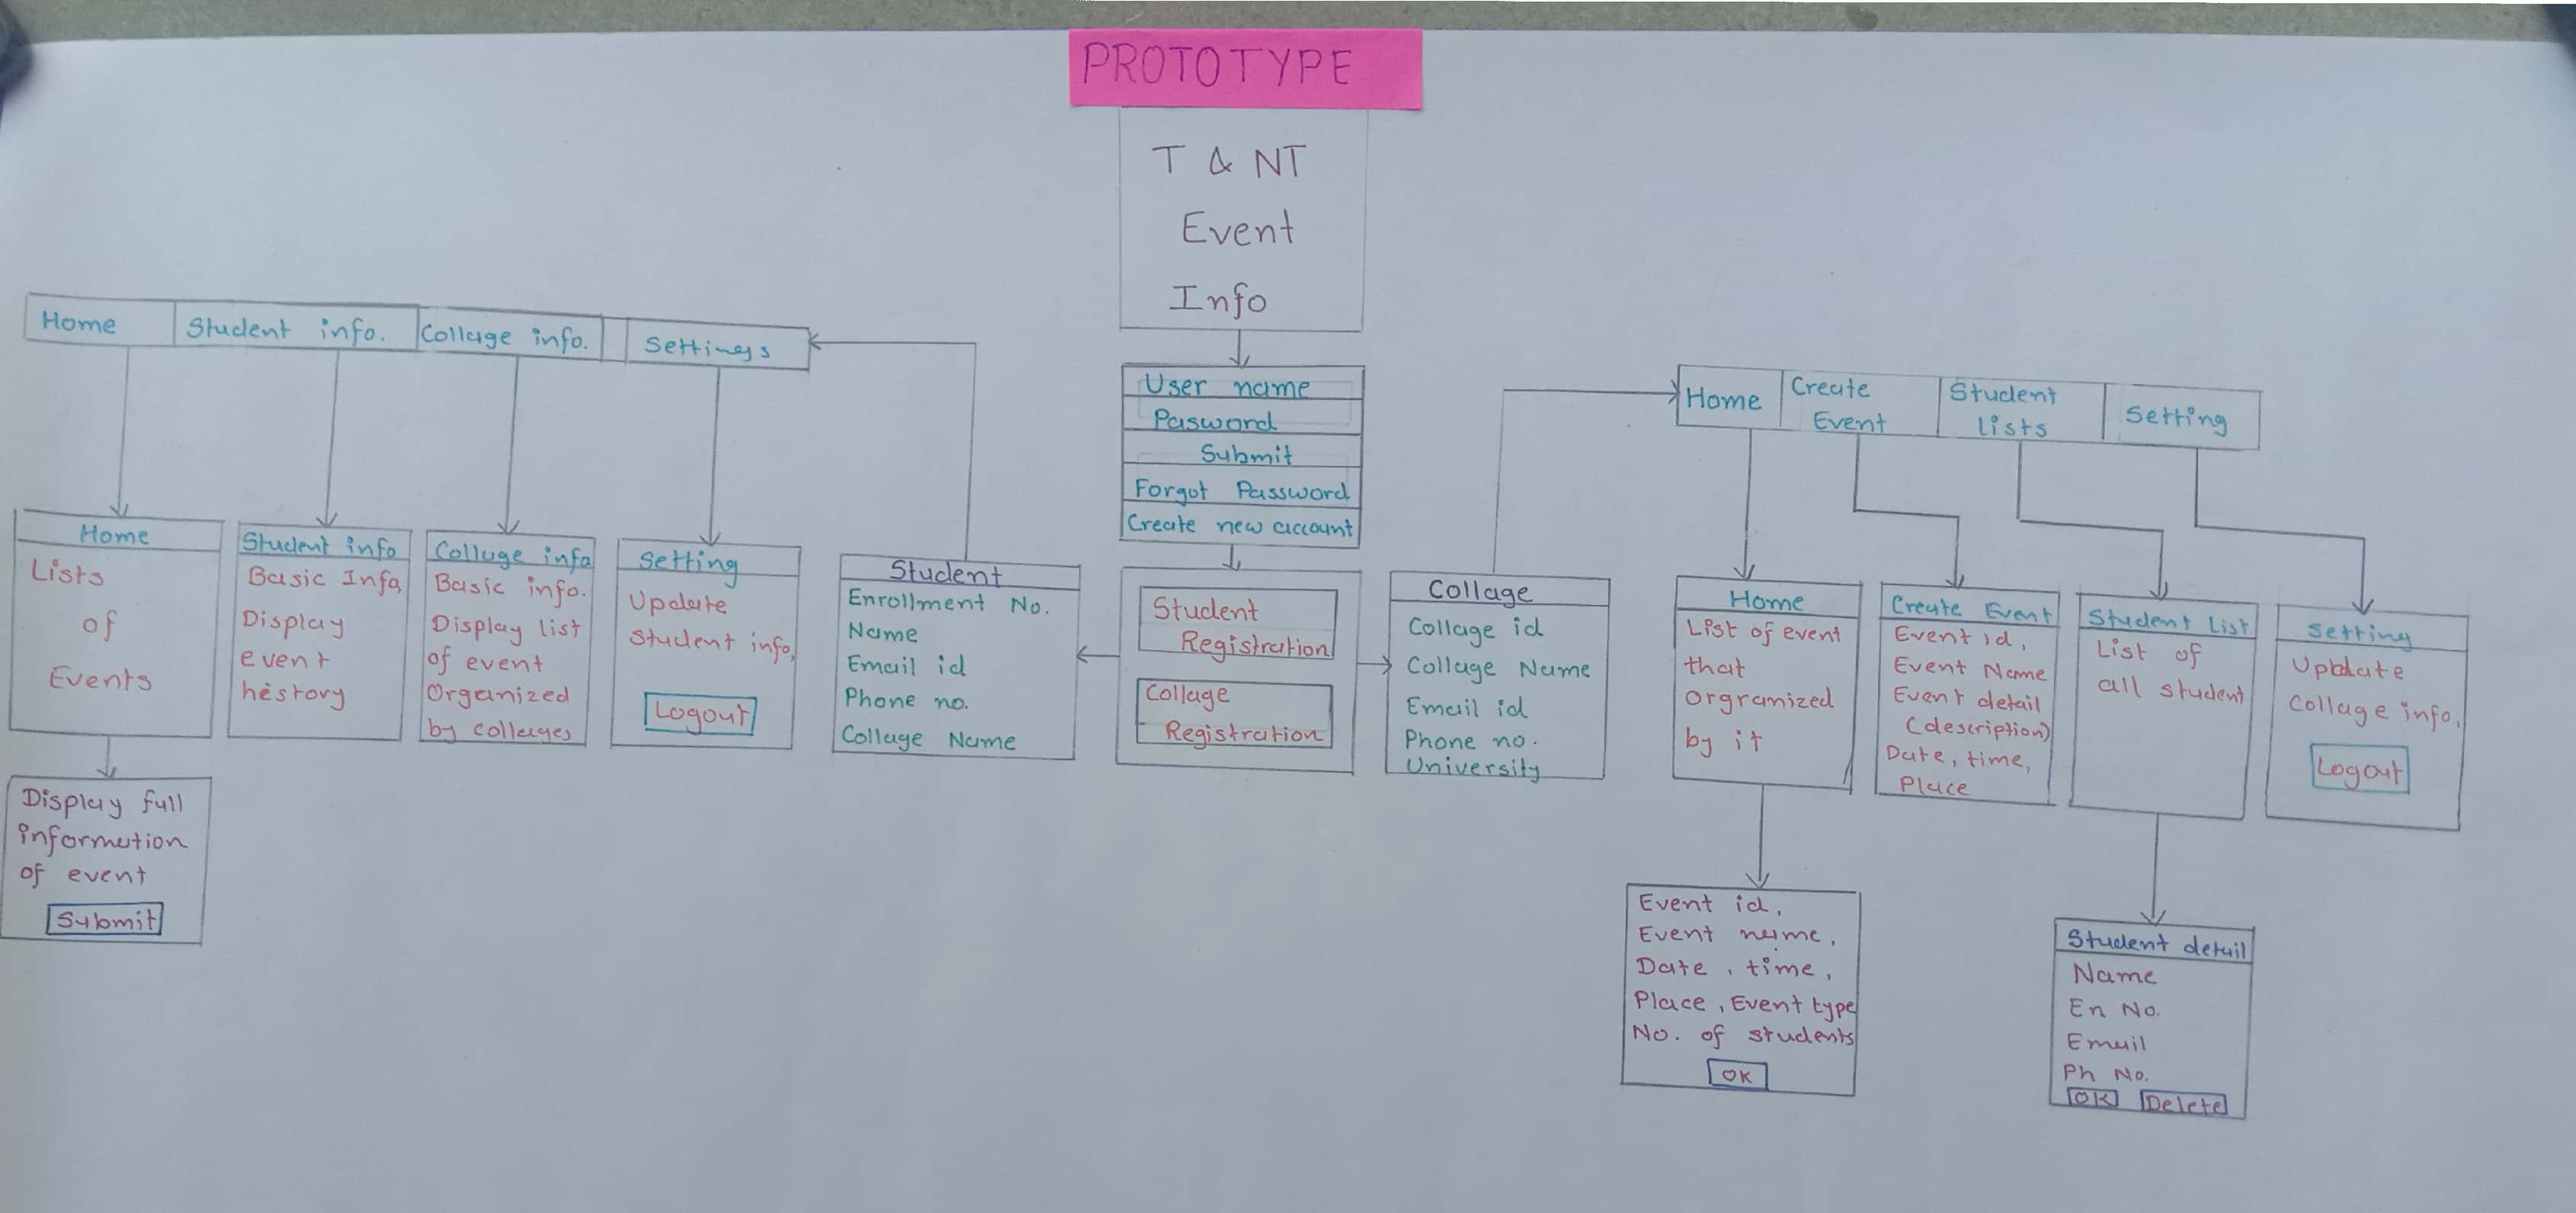 PROTOTYPE
T & NT
Event
Info
User name
Pasword
Submit
Forgot Password
Create new account
Student
Registration
Collage
Registration
Student
Enrollment No.
Name
Email id
Phone no.
Collage Name
Home
Student info.
Collage info.
Settings
Home
Lists
of
Events
Display full
information
of event
Submit
Student info
Basic Info,
Display
event
history
Colluge info
Basic info.
Display list
of event
Organized
by colleges
Setting
Update
Student info,
Logout
Collage
Collage id
Collage Name
Email id
Phone no.
University
Home
Create
Event
Student
Lists
Setting
Home
List of event
that
orgranized
by it
Event id,
Event name,
Date, time,
Place, Event type
No. of students
OK
Create Event
Event id,
Event Name
Event detail
(description)
Date, time,
Place
Student List
List of
all student
Student detail
Name
En No.
Email
Ph No.
OK Delete
Setting
Update
Collage info.
Logout